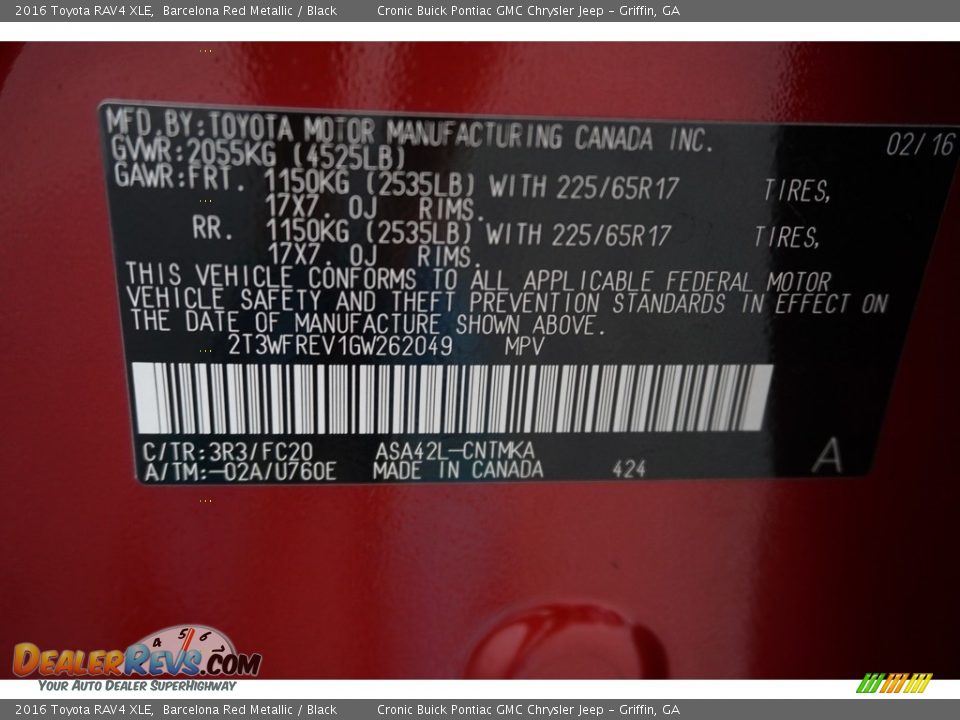 2016 Toyota RAV4 XLE, Barcelona Red Metallic / Black Cronic Buick Pontiac GMC Chrysler Jeep – Griffin, GA
MFD.BY:TOYOTA MOTOR MANUFACTURING CANADA INC. 02/16
GVWR:2055KG (4525LB)
GAWR:FRT. 1150KG (2535LB) WITH 225/65R17 TIRES,
17X7.0J RIMS.
RR. 1150KG (2535LB) WITH 225/65R17 TIRES,
17X7.0J RIMS.
THIS VEHICLE CONFORMS TO ALL APPLICABLE FEDERAL MOTOR
VEHICLE SAFETY AND THEFT PREVENTION STANDARDS IN EFFECT ON
THE DATE OF MANUFACTURE SHOWN ABOVE.
2T3WFREV1GW262049 MPV
C/TR:3R3/FC20 ASA42L-CNTMKA
A/TM:-02A/U760E MADE IN CANADA 424 A
4 5 6
DEALERREVS.COM
YOUR AUTO DEALER SUPERHIGHWAY
2016 Toyota RAV4 XLE, Barcelona Red Metallic / Black Cronic Buick Pontiac GMC Chrysler Jeep – Griffin, GA